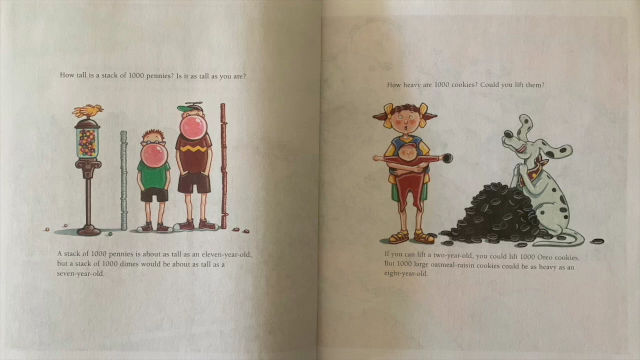 How tall is a stack of 1000 pennies? Is it as tall as you are?
A stack of 1000 pennies is about as tall as an eleven-year-old,
but a stack of 1000 dimes would be about as tall as a
seven-year-old.
How heavy are 1000 cookies? Could you lift them?
If you can lift a two-year-old, you could lift 1000 Oreo cookies.
But 1000 large oatmeal-raisin cookies could be as heavy as an
eight-year-old.